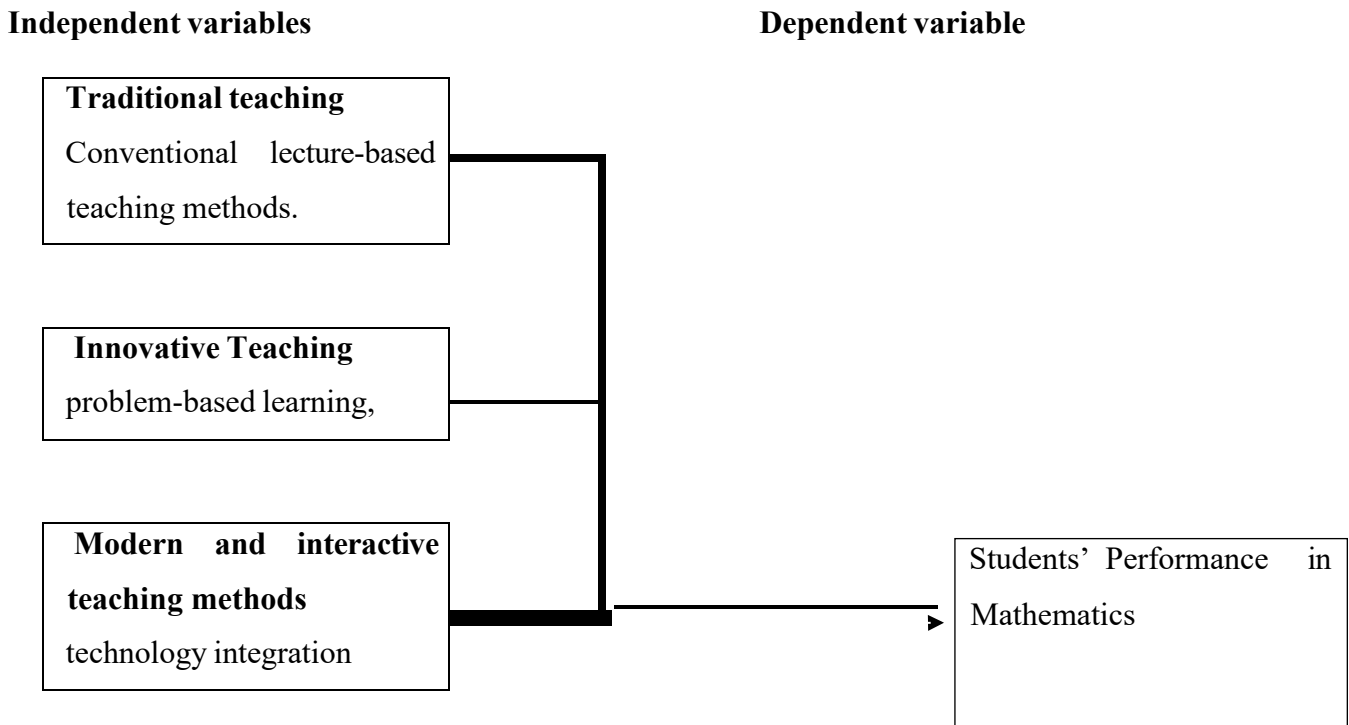 Independent variables
Dependent variable
Traditional teaching
Conventional lecture-based
teaching methods.
Innovative Teaching
problem-based learning,
Modern and interactive
teaching methods
technology integration
Students’ Performance in
Mathematics